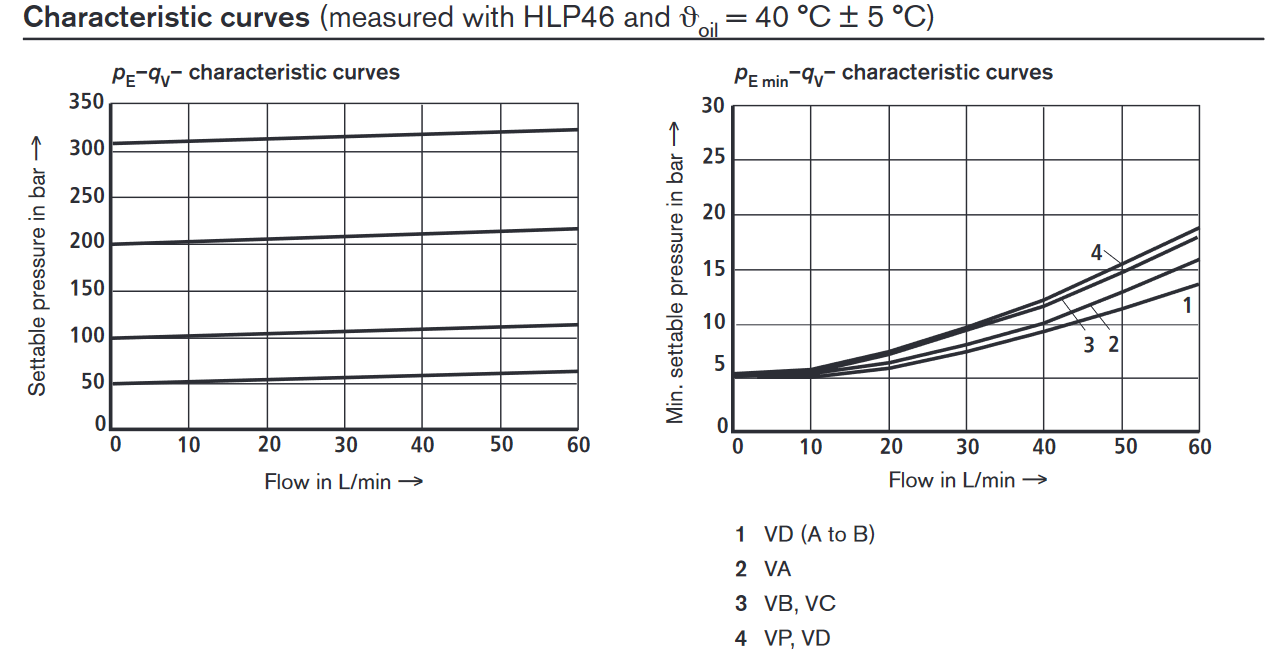 Characteristic curves (measured with HLP46 and ϑoil = 40 °C ± 5 °C)
pE–qV– characteristic curves
350
300
250
200
150
100
50
0
Settable pressure in bar →
0 10 20 30 40 50 60
Flow in L/min →
pE min–qV– characteristic curves
30
25
20
15
10
5
0
Min. settable pressure in bar →
4
1
3 2
0 10 20 30 40 50 60
Flow in L/min →
1 VD (A to B)
2 VA
3 VB, VC
4 VP, VD